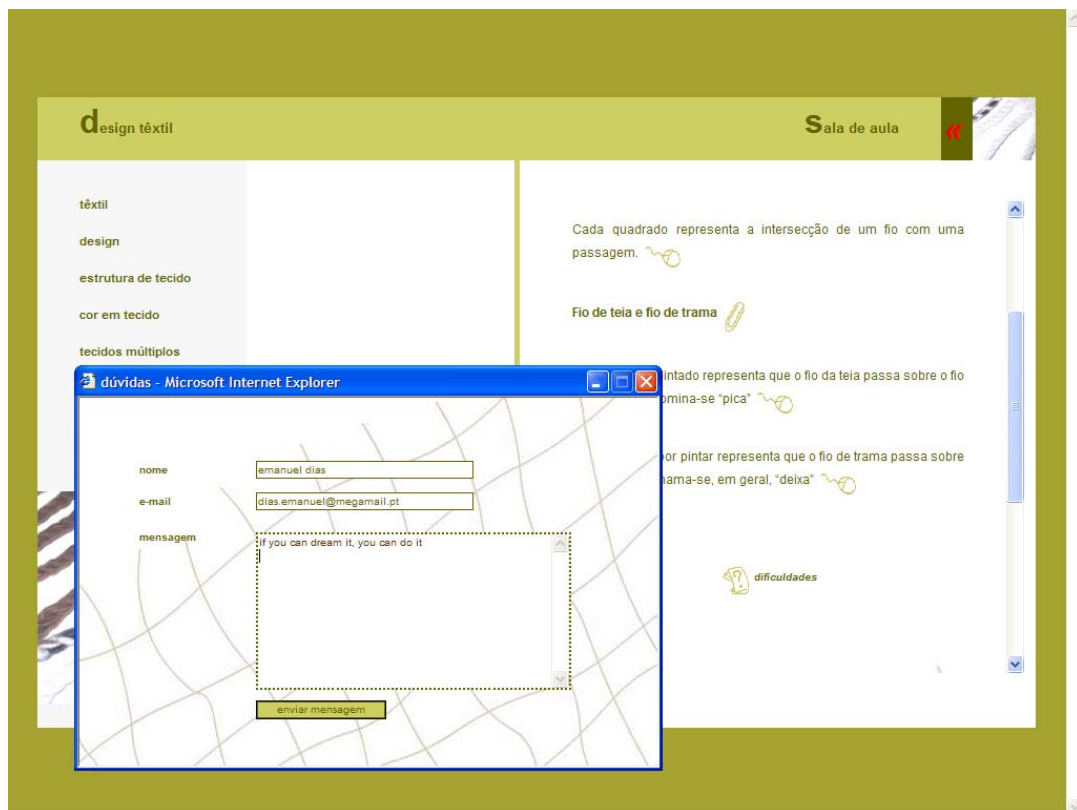 design têxtil
Sala de aula
«
têxtil
design
estrutura de tecido
cor em tecido
tecidos múltiplos
Cada quadrado representa a intersecção de um fio com uma
passagem.
Fio de teia e fio de trama
intado representa que o fio da teia passa sobre o fio
omina-se “pica”
por pintar representa que o fio de trama passa sobre
hama-se, em geral, “deixa”
dificuldades
dúvidas - Microsoft Internet Explorer
nome
emanuel dias
e-mail
dias.emanuel@megamail.pt
mensagem
if you can dream it, you can do it
enviar mensagem